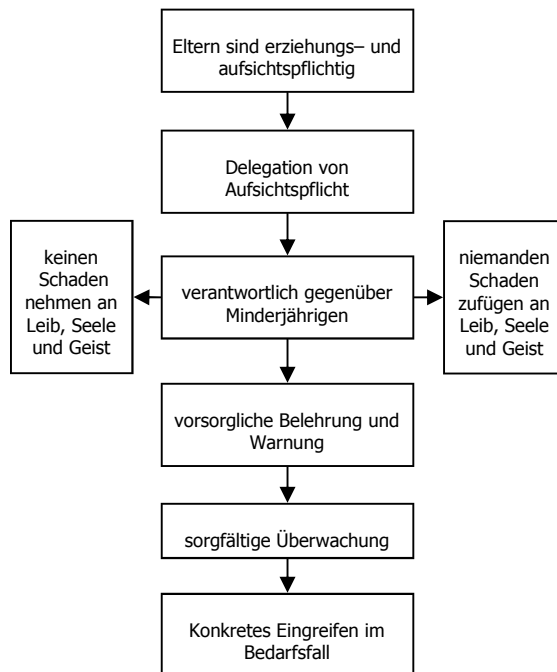 Eltern sind erziehungs– und
aufsichtspflichtig
Delegation von
Aufsichtspflicht
keinen
Schaden
nehmen an
Leib, Seele
und Geist
verantwortlich gegenüber
Minderjährigen
niemanden
Schaden
zufügen an
Leib, Seele
und Geist
vorsorgliche Belehrung und
Warnung
sorgfältige Überwachung
Konkretes Eingreifen im
Bedarfsfall